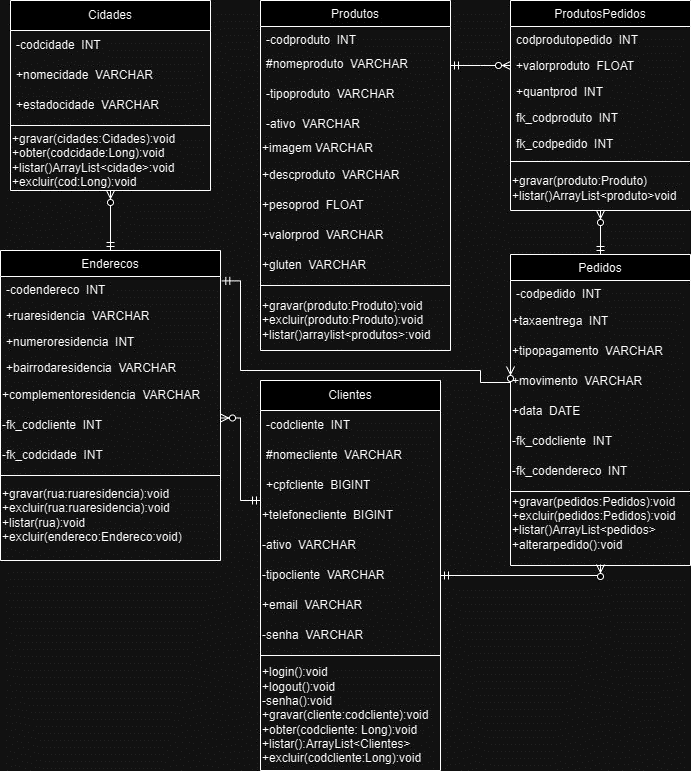 Cidades
-codcidade INT
+nomecidade VARCHAR
+estadocidade VARCHAR
+gravar(cidades:Cidades):void
+obter(codcidade:Long):void
+listar()ArrayList<cidade>:void
+excluir(cod:Long):void
Produtos
-codproduto INT
#nomeproduto VARCHAR
-tipoproduto VARCHAR
-ativo VARCHAR
+imagem VARCHAR
+descproduto VARCHAR
+pesoprod FLOAT
+valorprod VARCHAR
+gluten VARCHAR
+gravar(produto:Produto):void
+excluir(produto:Produto):void
+listar()arraylist<produtos>:void
ProdutosPedidos
codprodutopedido INT
+valorproduto FLOAT
+quantprod INT
fk_codproduto INT
fk_codpedido INT
+gravar(produto:Produto)
+listar()ArrayList<produto>void
Enderecos
-codendereco INT
+ruaresidencia VARCHAR
+numeroresidencia INT
+bairrodaresidencia VARCHAR
+complementoresidencia VARCHAR
-fk_codcliente INT
-fk_codcidade INT
+gravar(rua:ruaresidencia):void
+excluir(rua:ruaresidencia):void
+listar(rua):void
+excluir(endereco:Endereco:void)
Clientes
-codcliente INT
#nomecliente VARCHAR
+cpfcliente BIGINT
+telefonecliente BIGINT
-ativo VARCHAR
-tipocliente VARCHAR
+email VARCHAR
-senha VARCHAR
+login():void
+logout():void
-senha():void
+gravar(cliente:codcliente):void
+obter(codcliente: Long):void
+listar():ArrayList<Clientes>
+excluir(codcliente:Long):void
Pedidos
-codpedido INT
+taxaentrega INT
+tipopagamento VARCHAR
+movimento VARCHAR
+data DATE
-fk_codcliente INT
-fk_codendereco INT
+gravar(pedidos:Pedidos):void
+excluir(pedidos:Pedidos):void
+listar()ArrayList<pedidos>
+alterarpedido():void